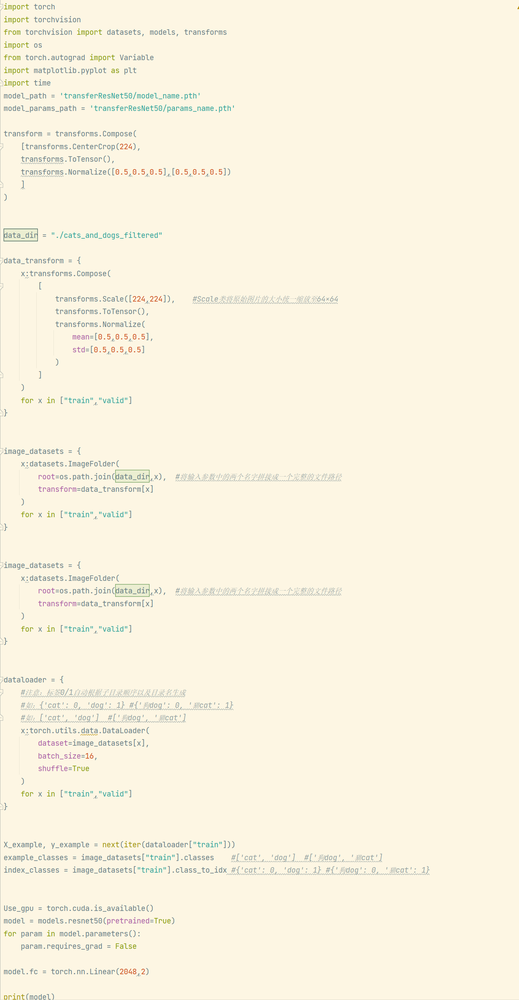 import torch
import torchvision
from torchvision import datasets, models, transforms
import os
from torch.autograd import Variable
import matplotlib.pyplot as plt
import time
model_path = 'transferResNet50/model_name.pth'
model_params_path = 'transferResNet50/params_name.pth'
transform = transforms.Compose(
    [transforms.CenterCrop(224),
    transforms.ToTensor(),
    transforms.Normalize([0.5,0.5,0.5],[0.5,0.5,0.5])
    ]
)
data_dir = "./cats_and_dogs_filtered"
data_transform = {
    x:transforms.Compose(
        [
            transforms.Scale([224,224]),    #Scale类将原始图片的大小统一缩放至64×64
            transforms.ToTensor(),
            transforms.Normalize(
                mean=[0.5,0.5,0.5],
                std=[0.5,0.5,0.5]
            )
        ]
    )
    for x in ["train","valid"]
}
image_datasets = {
    x:datasets.ImageFolder(
        root=os.path.join(data_dir,x),  #将输入参数中的两个名字拼接成一个完整的文件路径
        transform=data_transform[x]
    )
    for x in ["train","valid"]
}
image_datasets = {
    x:datasets.ImageFolder(
        root=os.path.join(data_dir,x),  #将输入参数中的两个名字拼接成一个完整的文件路径
        transform=data_transform[x]
    )
    for x in ["train","valid"]
}
dataloader = {
    #注意：标签0/1自动根据子目录顺序以及目录名生成
    #如：{'cat': 0, 'dog': 1} #{'狗dog': 0, '猫cat': 1}
    #如：['cat', 'dog']  #['狗dog', '猫cat']
    x:torch.utils.data.DataLoader(
        dataset=image_datasets[x],
        batch_size=16,
        shuffle=True
    )
    for x in ["train","valid"]
}
X_example, y_example = next(iter(dataloader["train"]))
example_classes = image_datasets["train"].classes    #['cat', 'dog']  #['狗dog', '猫cat']
index_classes = image_datasets["train"].class_to_idx #{'cat': 0, 'dog': 1} #{'狗dog': 0, '猫cat': 1}
Use_gpu = torch.cuda.is_available()
model = models.resnet50(pretrained=True)
for param in model.parameters():
    param.requires_grad = False
model.fc = torch.nn.Linear(2048,2)
print(model)